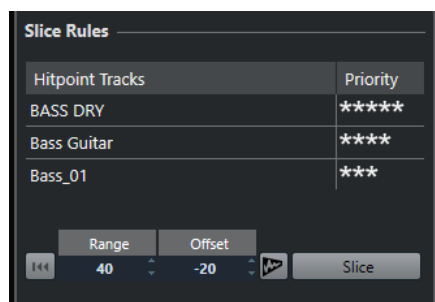 Slice Rules
Hitpoint Tracks Priority
BASS DRY *****
Bass Guitar ****
Bass_01 ***
Range Offset
40 -20 Slice